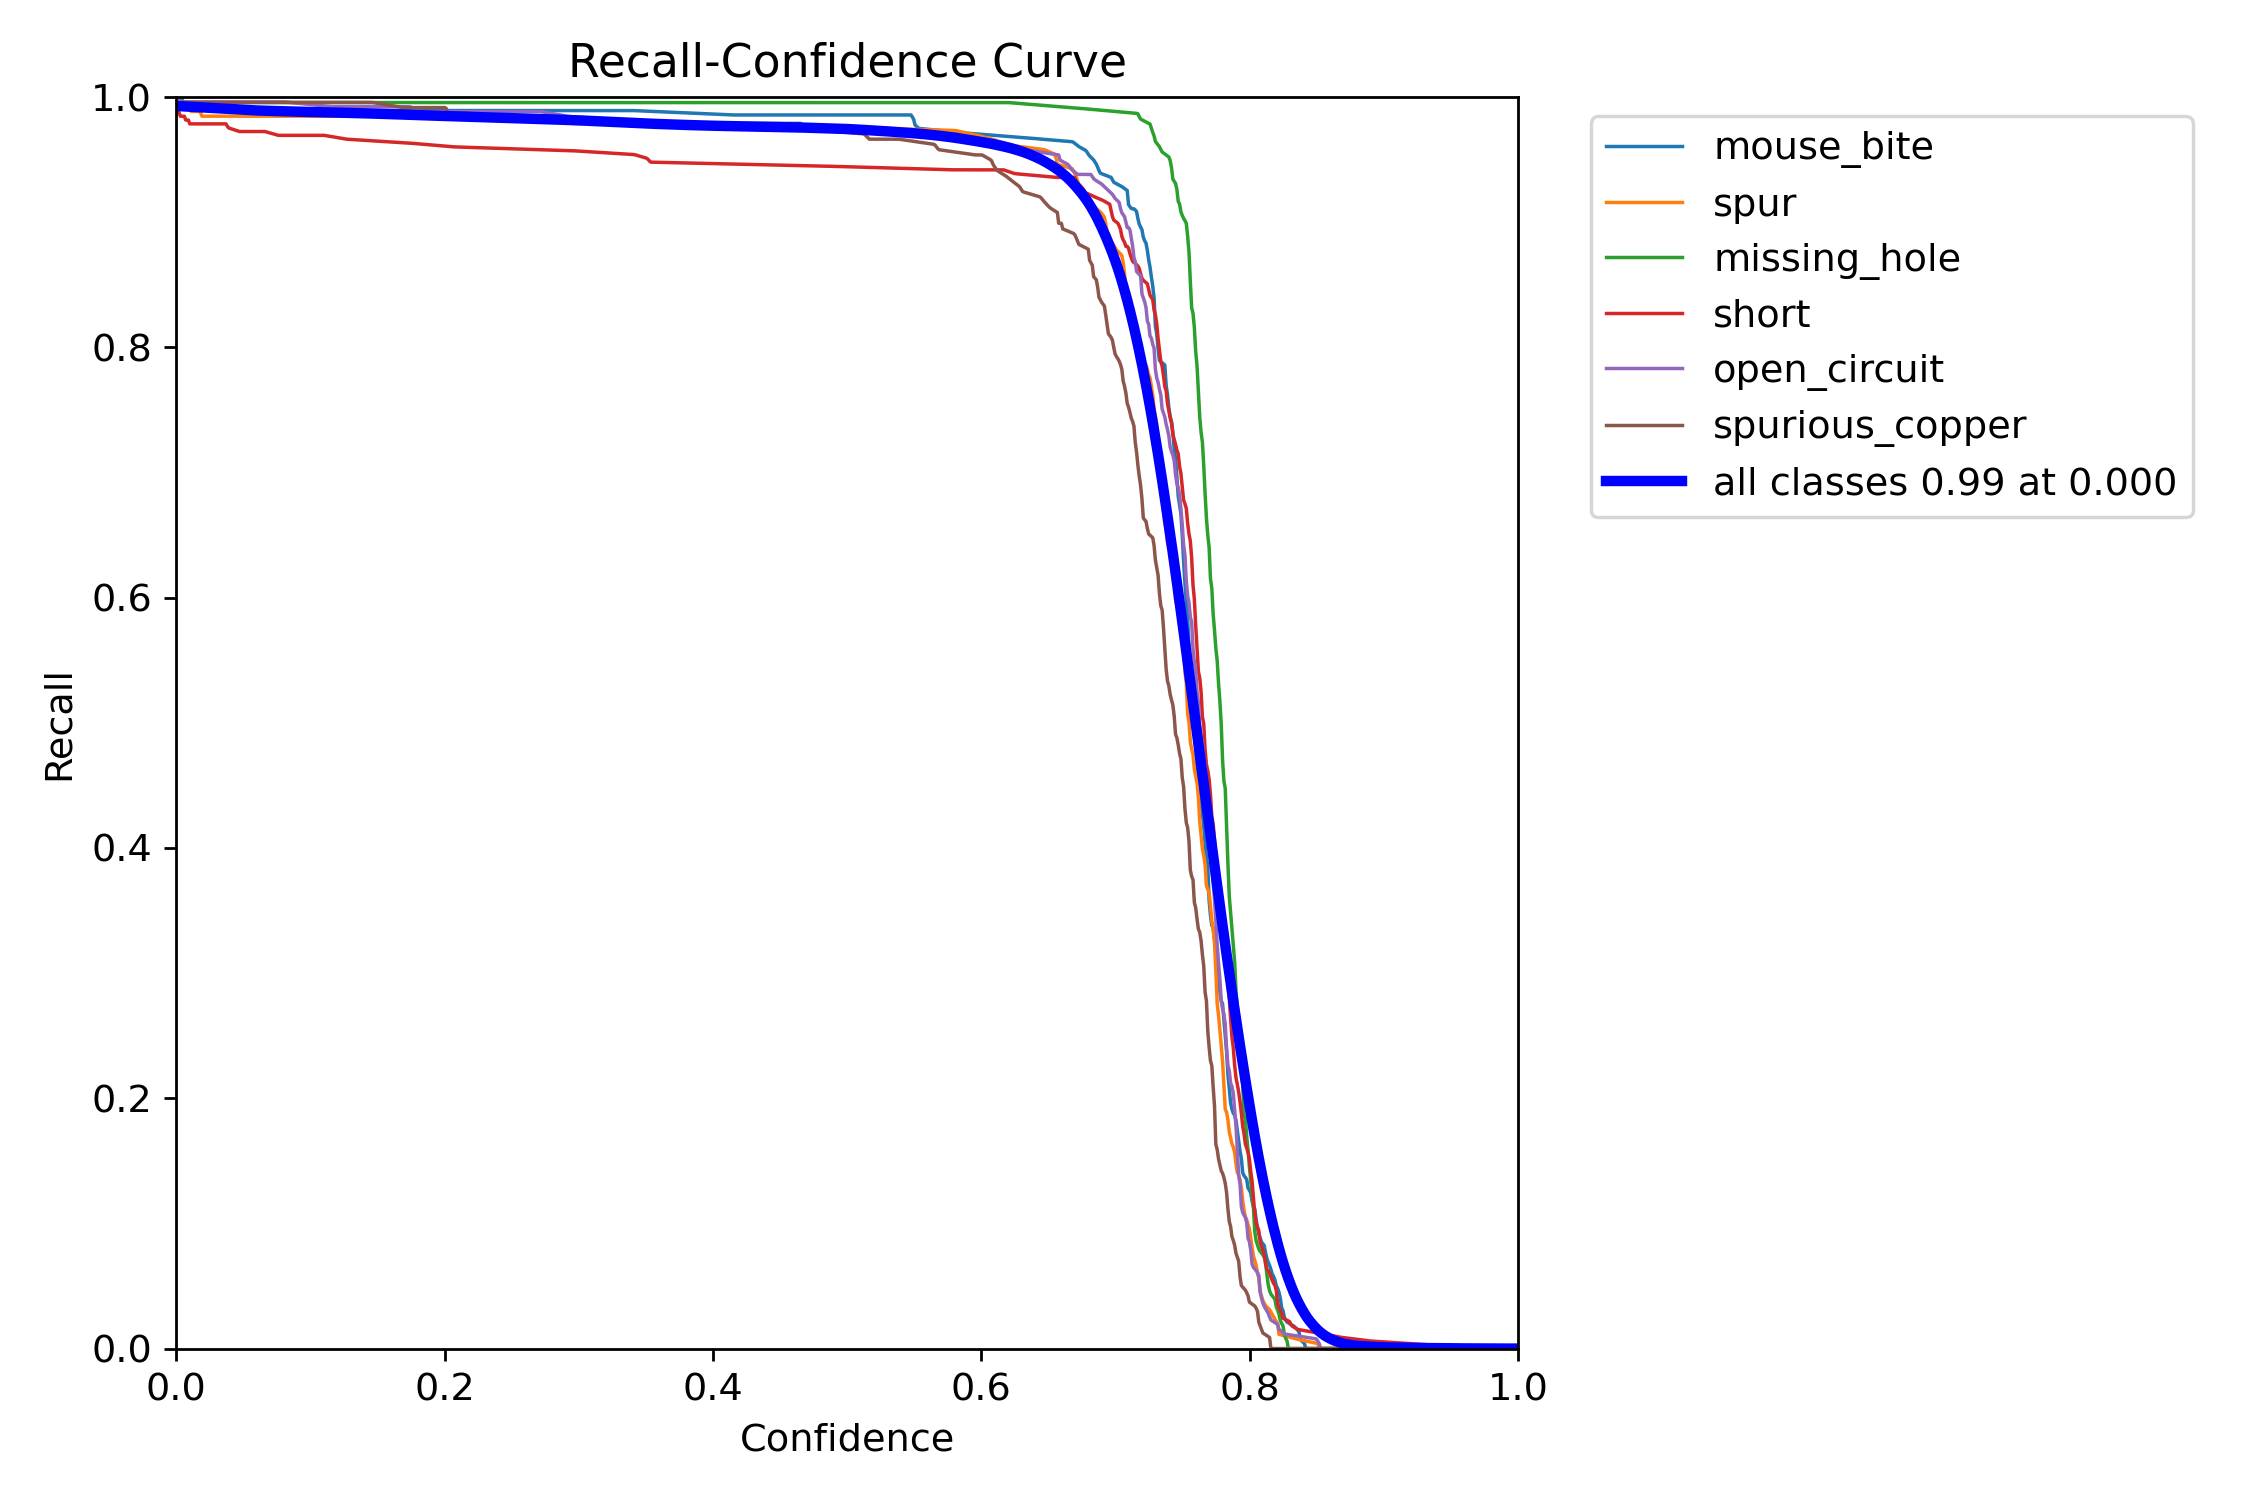 Recall-Confidence Curve
1.0
0.8
0.6
0.4
0.2
0.0
Recall
0.0 0.2 0.4 0.6 0.8 1.0
Confidence
mouse_bite
spur
missing_hole
short
open_circuit
spurious_copper
all classes 0.99 at 0.000